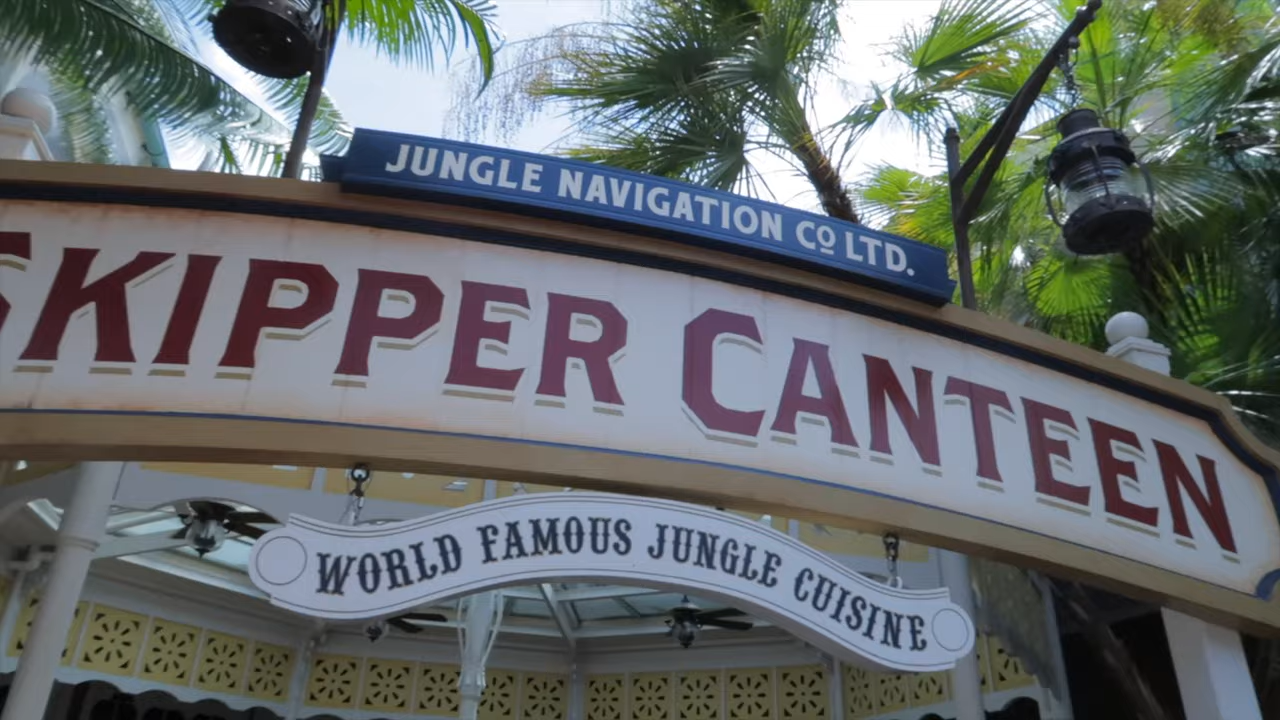 JUNGLE NAVIGATION CO LTD.
SKIPPER CANTEEN
WORLD FAMOUS JUNGLE CUISINE